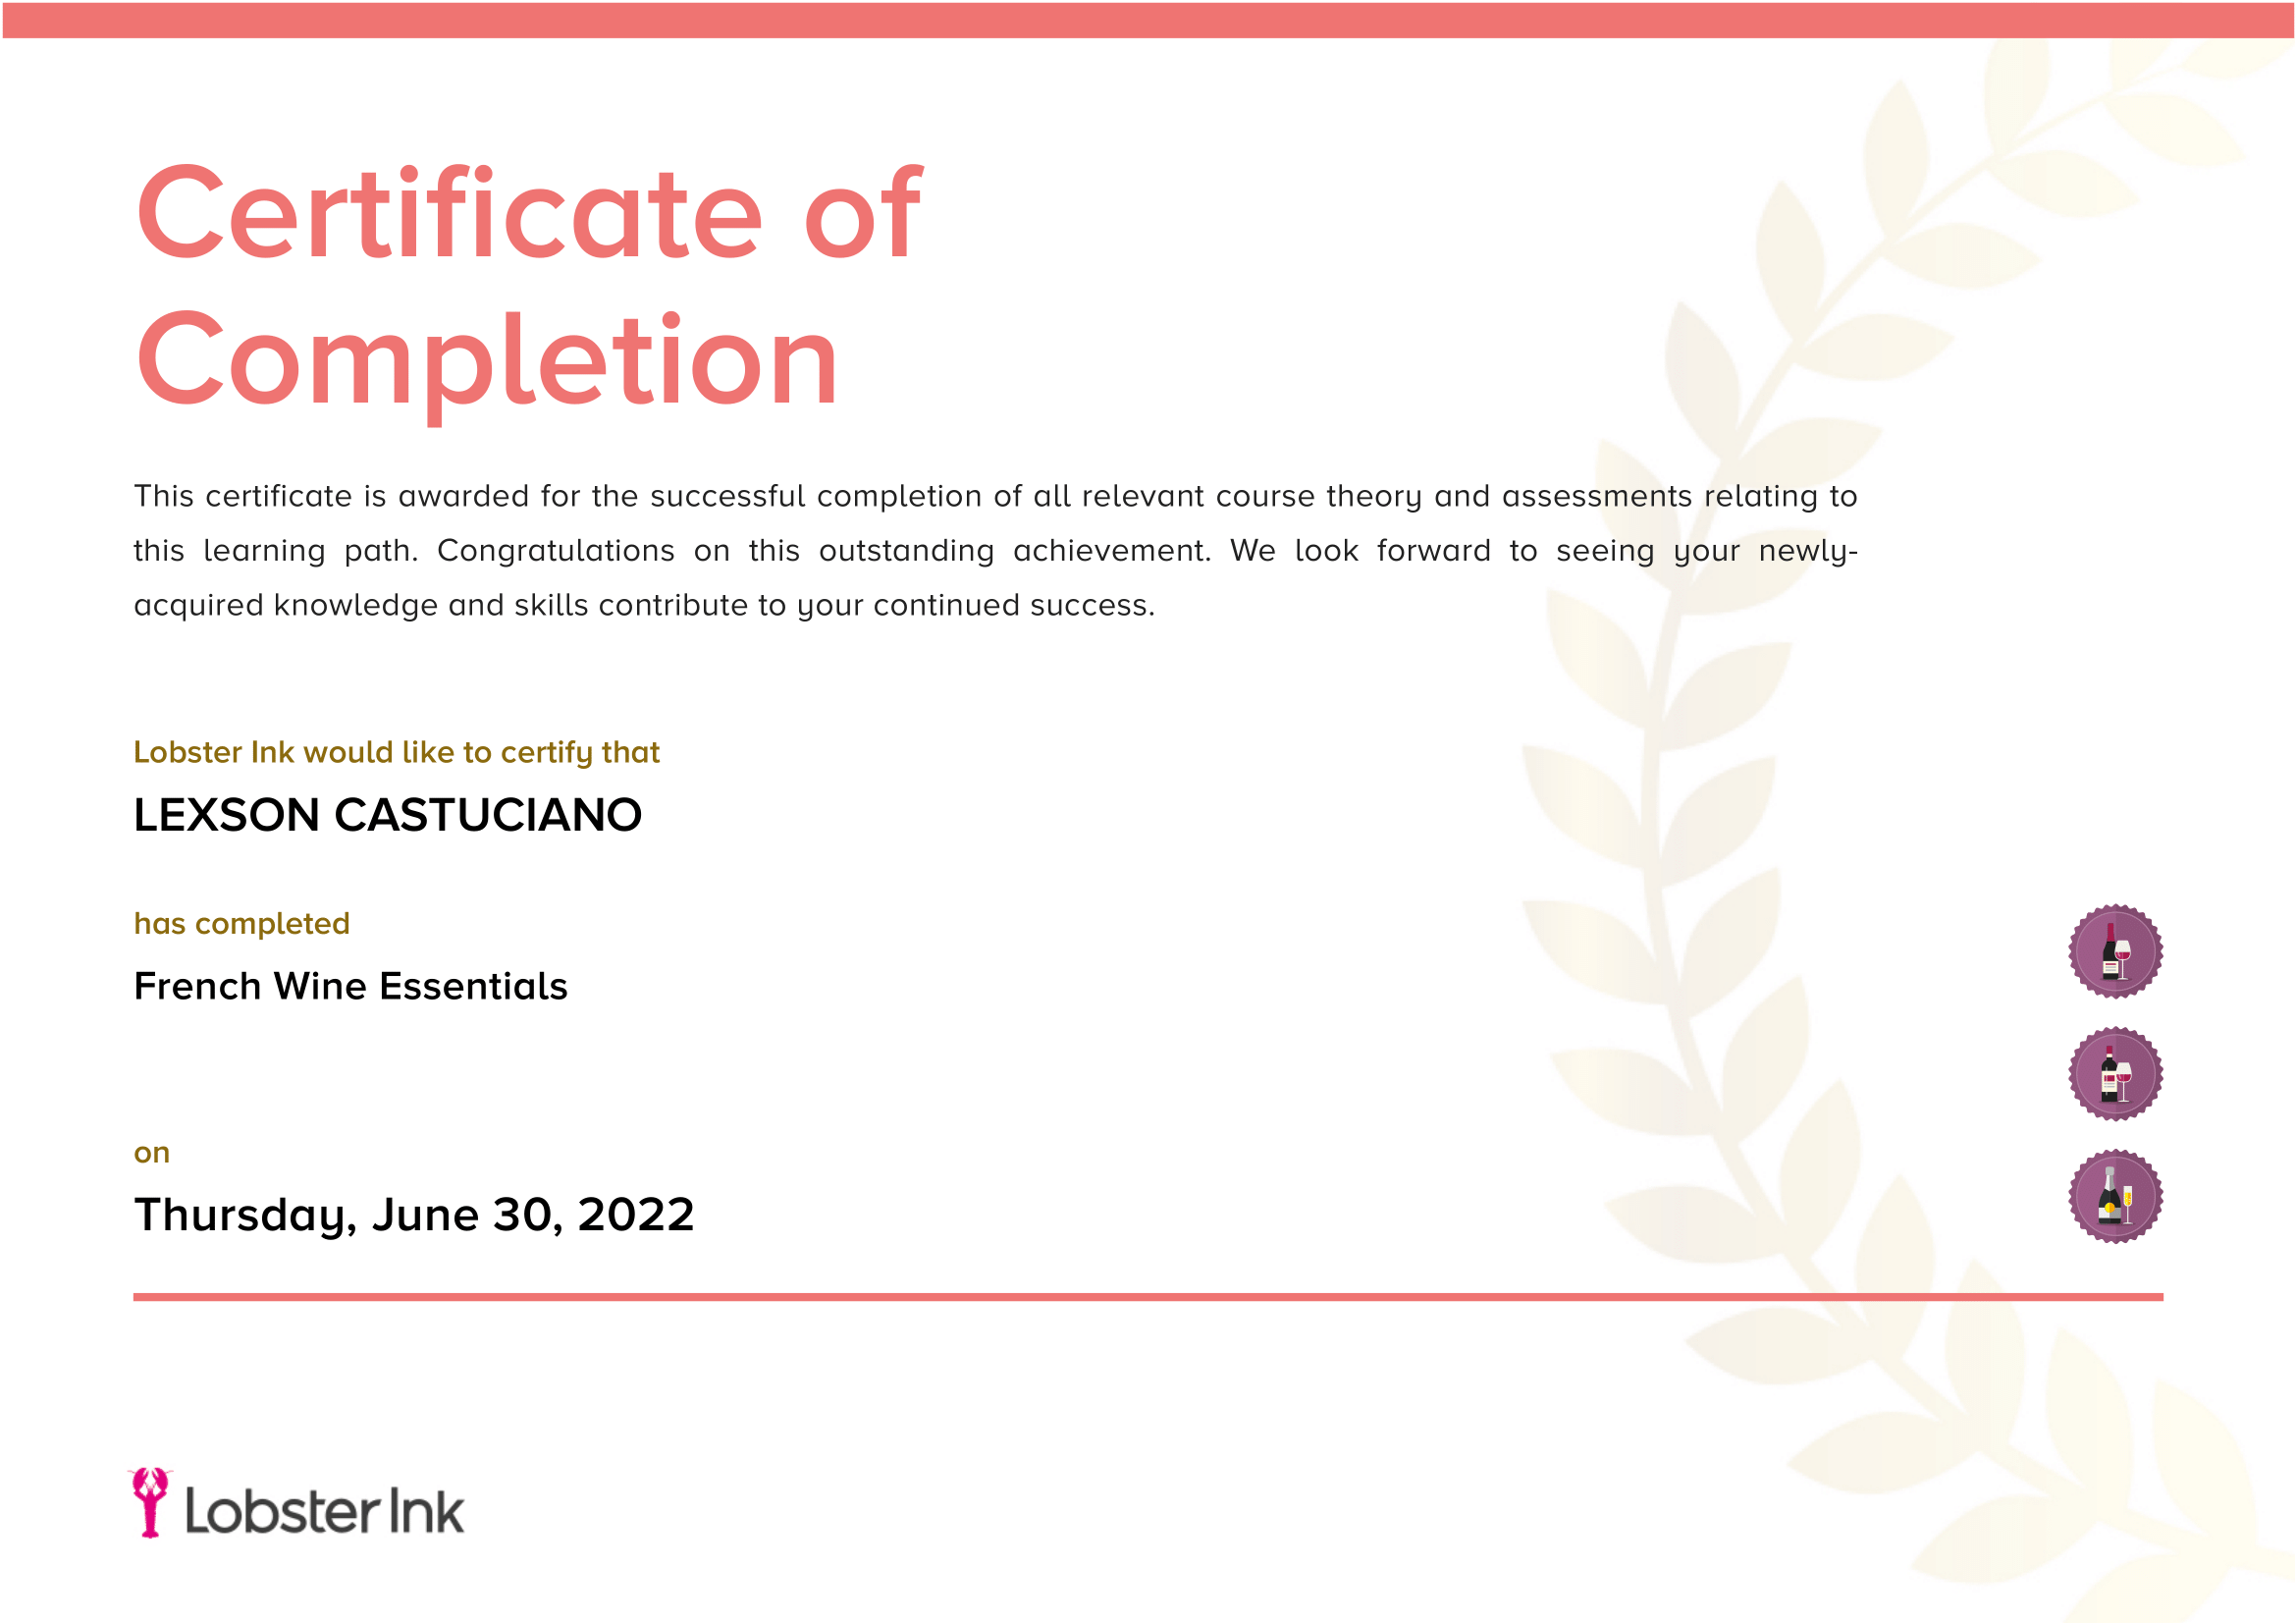 Certificate of
Completion
This certificate is awarded for the successful completion of all relevant course theory and assessments relating to
this learning path. Congratulations on this outstanding achievement. We look forward to seeing your newly-
acquired knowledge and skills contribute to your continued success.
Lobster Ink would like to certify that
LEXSON CASTUCIANO
has completed
French Wine Essentials
on
Thursday, June 30, 2022
Lobster Ink